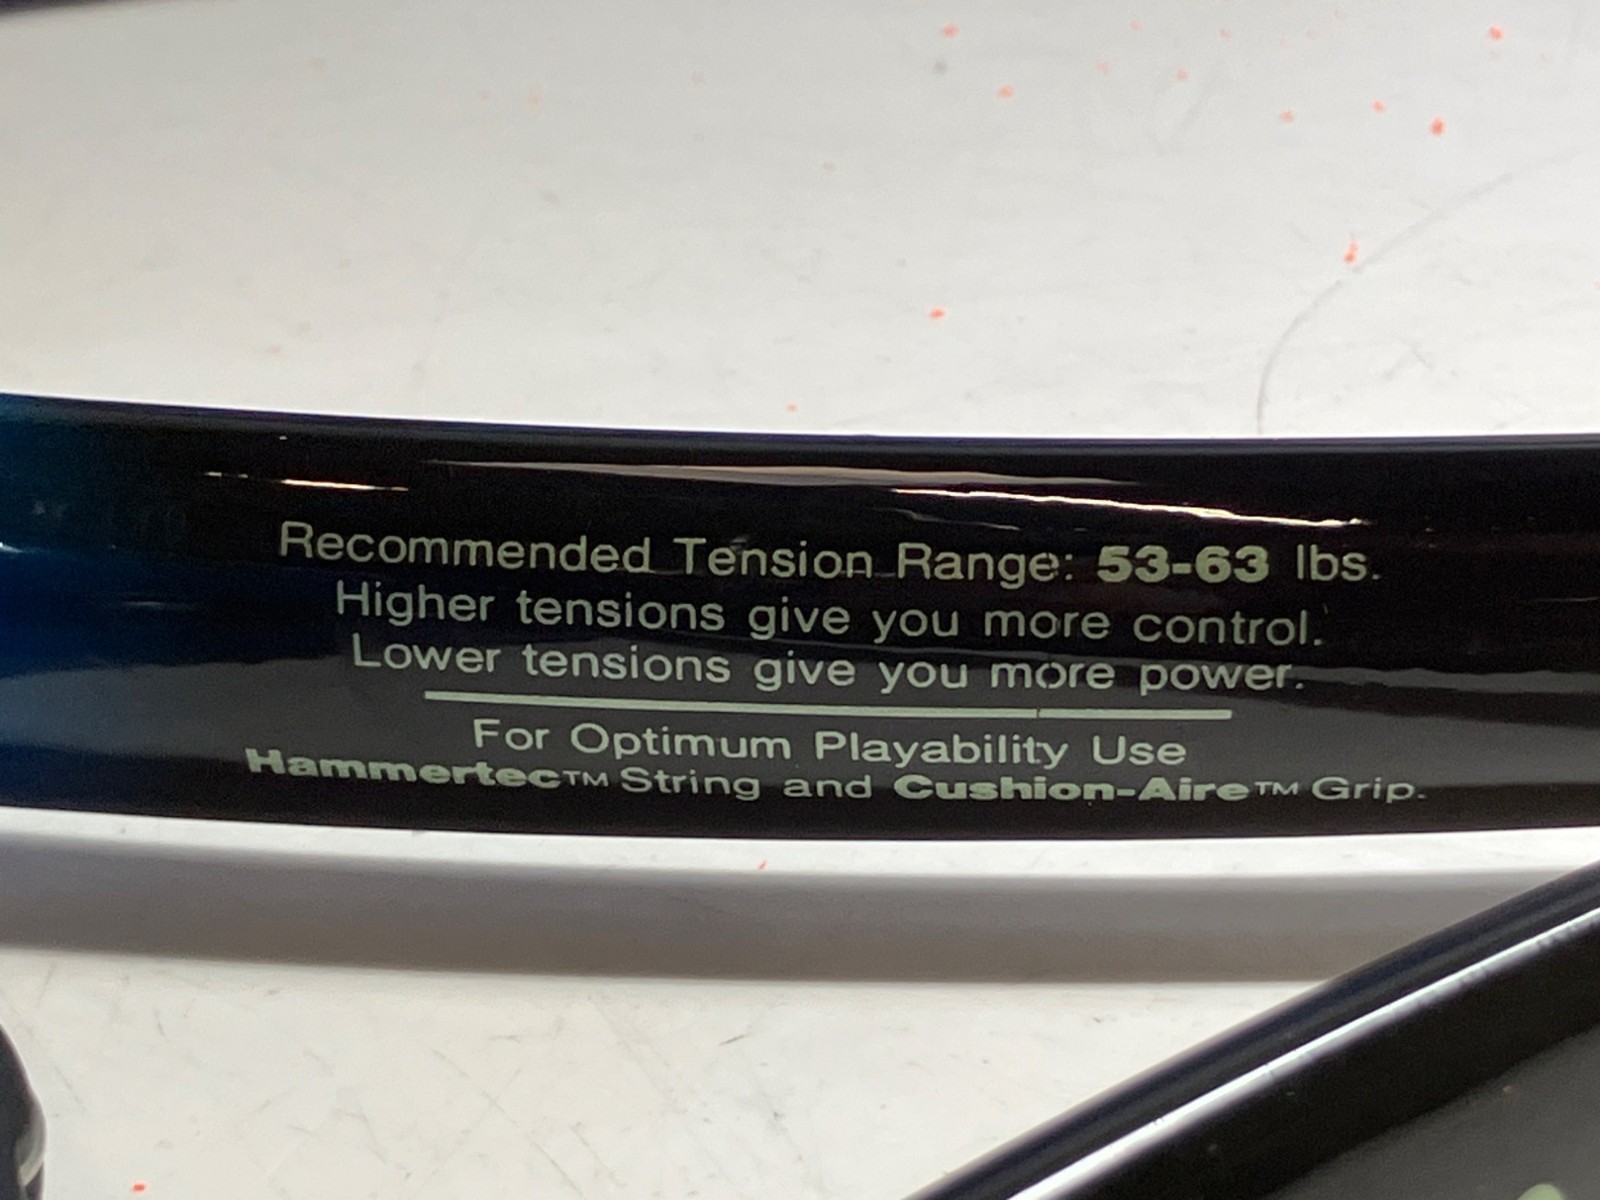 Recommended Tension Range: 53-63 lbs.
Higher tensions give you more control.
Lower tensions give you more power.
For Optimum Playability Use
Hammertec™ String and Cushion-Aire™ Grip.